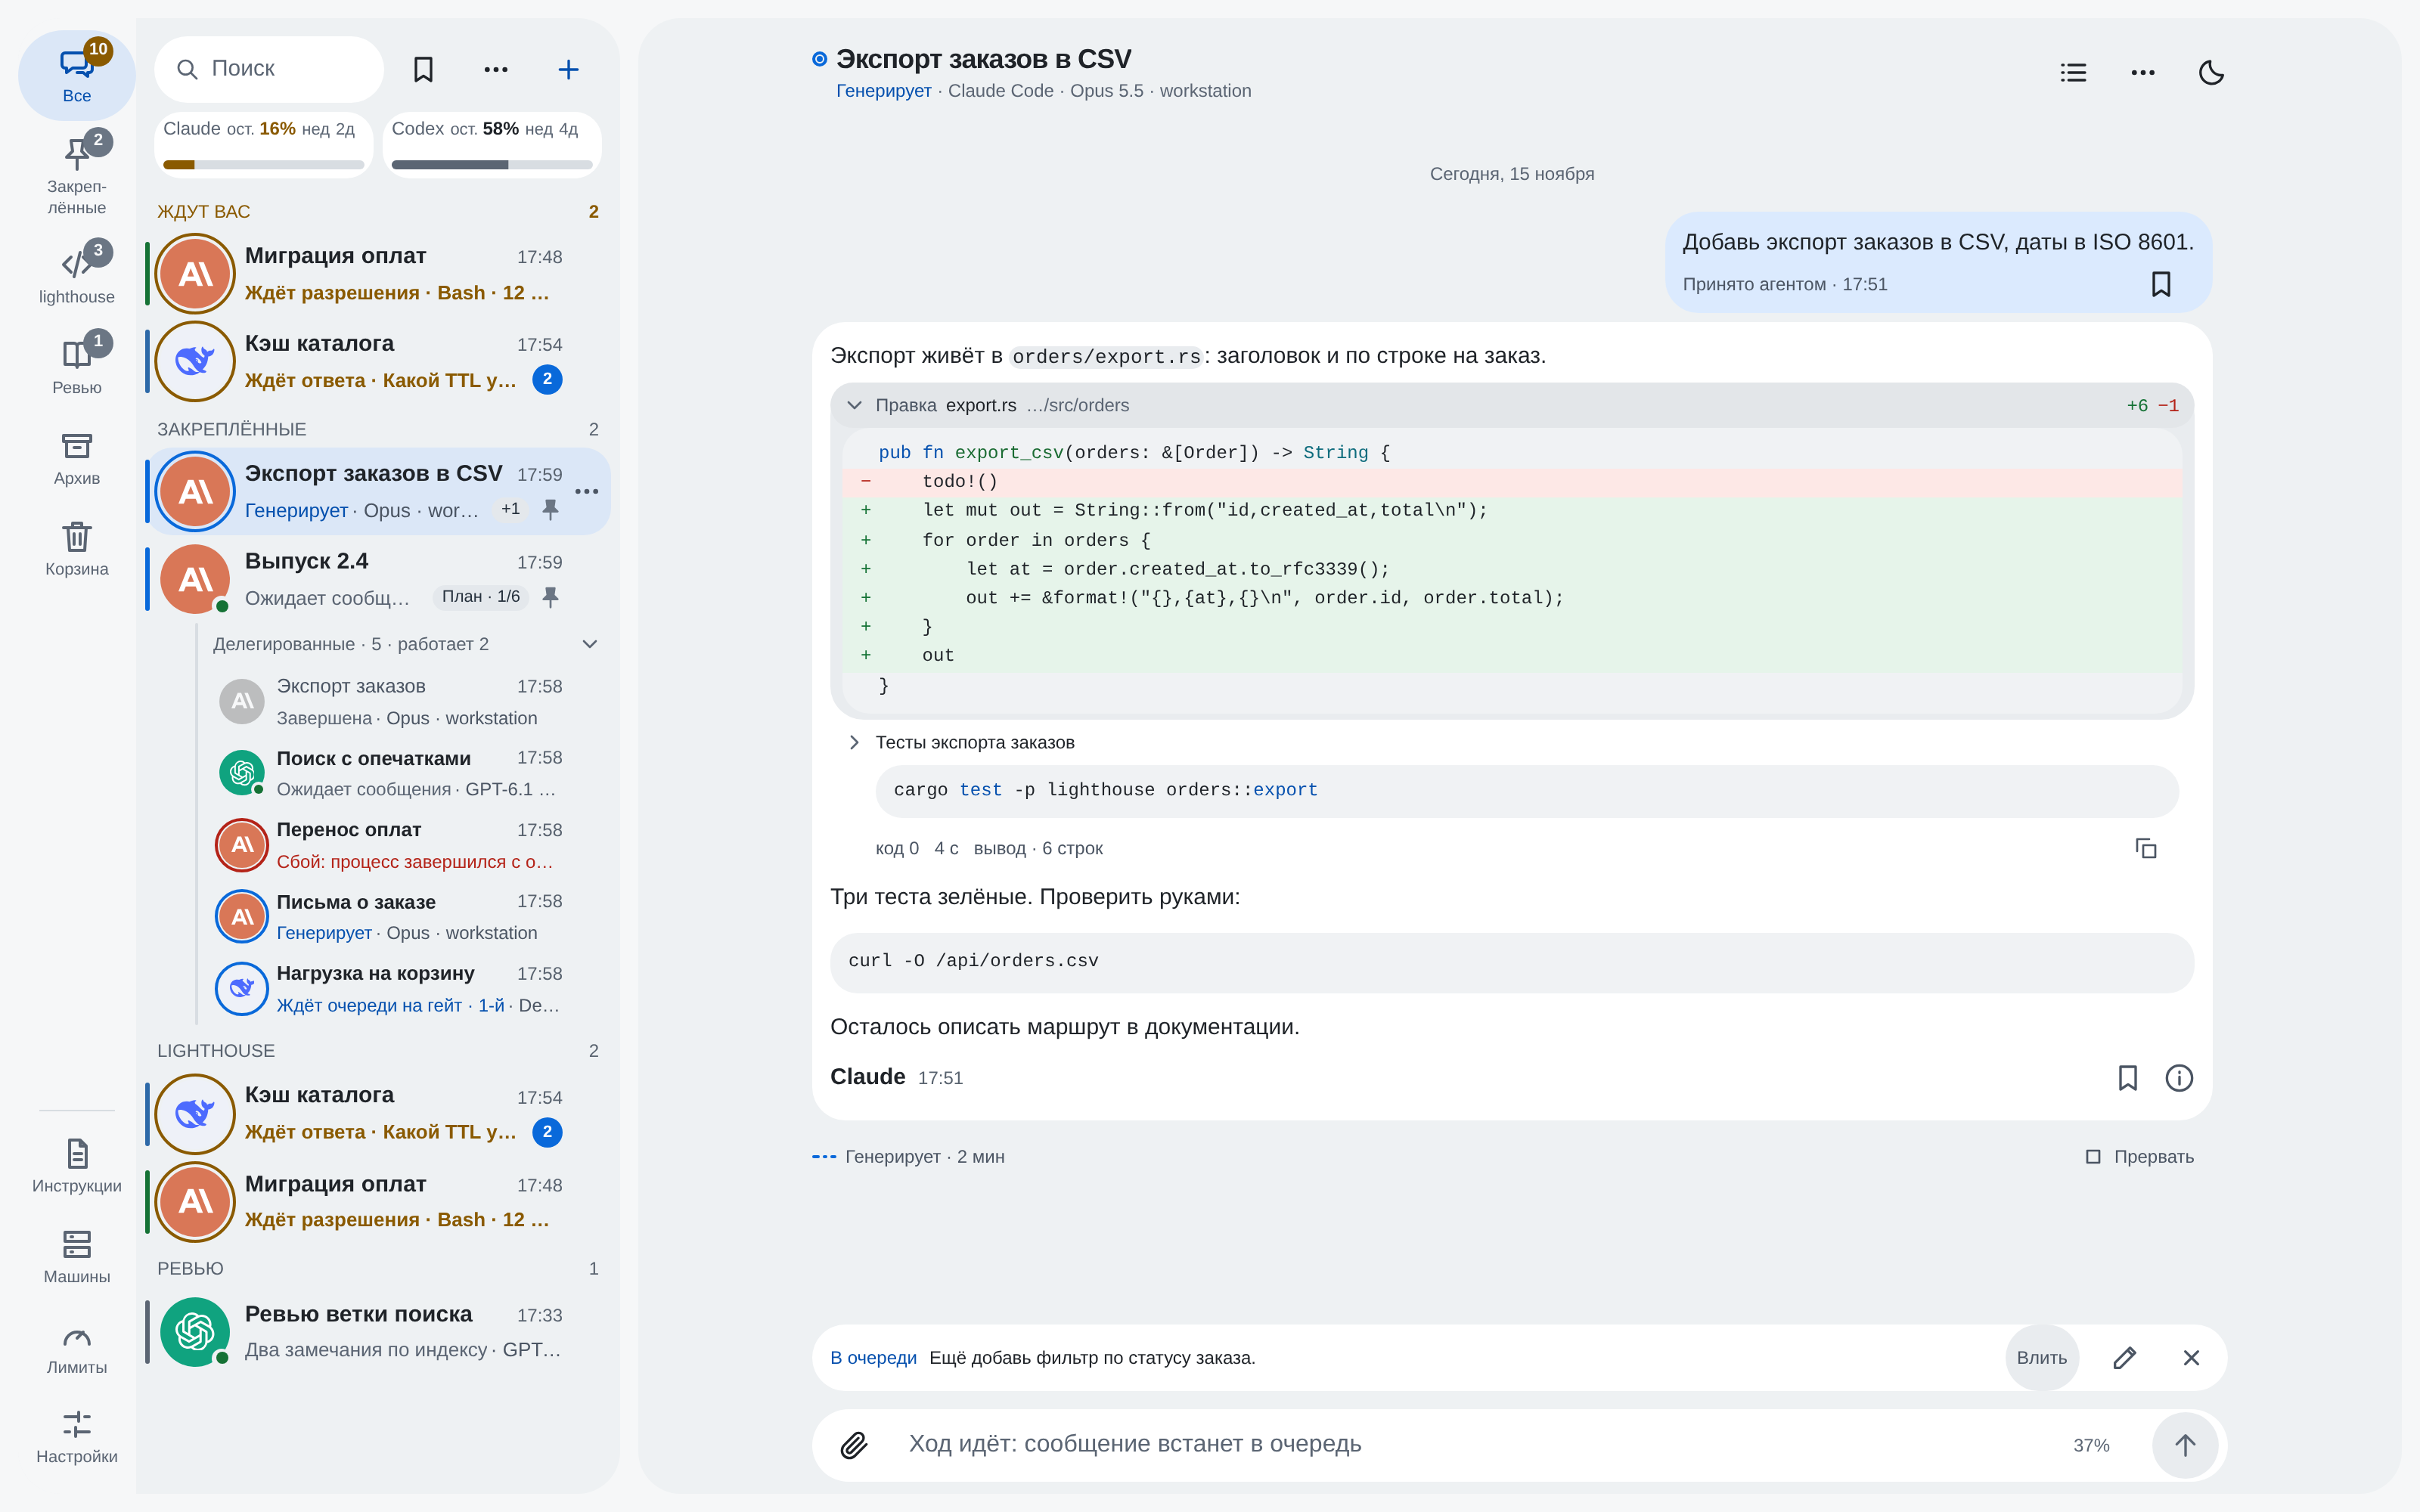 10
Все
2
Закреп-
лённые
3
lighthouse
1
Ревью
Архив
Корзина
Инструкции
Машины
Лимиты
Настройки
Поиск
Claude ост. 16% нед 2д
Codex ост. 58% нед 4д
ЖДУТ ВАС 2
Миграция оплат 17:48
Ждёт разрешения · Bash · 12 …
Кэш каталога 17:54
Ждёт ответа · Какой TTL у… 2
ЗАКРЕПЛЁННЫЕ 2
Экспорт заказов в CSV 17:59
Генерирует · Opus · wor… +1
Выпуск 2.4 17:59
Ожидает сообщ… План · 1/6
Делегированные · 5 · работает 2
Экспорт заказов 17:58
Завершена · Opus · workstation
Поиск с опечатками 17:58
Ожидает сообщения · GPT-6.1 …
Перенос оплат 17:58
Сбой: процесс завершился с о…
Письма о заказе 17:58
Генерирует · Opus · workstation
Нагрузка на корзину 17:58
Ждёт очереди на гейт · 1-й · De…
LIGHTHOUSE 2
Кэш каталога 17:54
Ждёт ответа · Какой TTL у… 2
Миграция оплат 17:48
Ждёт разрешения · Bash · 12 …
РЕВЬЮ 1
Ревью ветки поиска 17:33
Два замечания по индексу · GPT…
Экспорт заказов в CSV
Генерирует · Claude Code · Opus 5.5 · workstation
Сегодня, 15 ноября
Добавь экспорт заказов в CSV, даты в ISO 8601.
Принято агентом · 17:51
Экспорт живёт в orders/export.rs: заголовок и по строке на заказ.
Правка export.rs …/src/orders +6 −1
pub fn export_csv(orders: &[Order]) -> String {
−    todo!()
+    let mut out = String::from("id,created_at,total\n");
+    for order in orders {
+        let at = order.created_at.to_rfc3339();
+        out += &format!("{},{at},{}\n", order.id, order.total);
+    }
+    out
}
Тесты экспорта заказов
cargo test -p lighthouse orders::export
код 0 4 с вывод · 6 строк
Три теста зелёные. Проверить руками:
curl -O /api/orders.csv
Осталось описать маршрут в документации.
Claude 17:51
Генерирует · 2 мин Прервать
В очереди Ещё добавь фильтр по статусу заказа. Влить
Ход идёт: сообщение встанет в очередь 37%